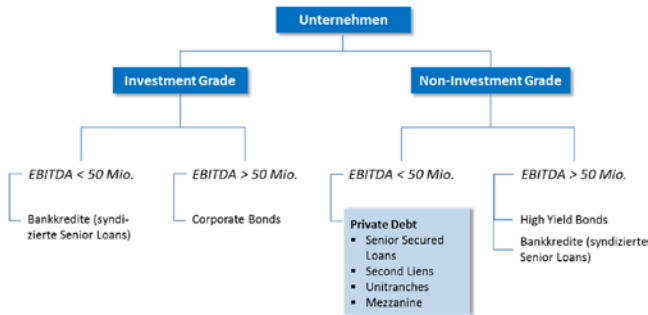 Unternehmen
Investment Grade
Non-Investment Grade
EBITDA < 50 Mio.
EBITDA > 50 Mio.
EBITDA < 50 Mio.
EBITDA > 50 Mio.
Bankkredite (syndi-
zierte Senior Loans)
Corporate Bonds
Private Debt
▪ Senior Secured
Loans
▪ Second Liens
▪ Unitranches
▪ Mezzanine
High Yield Bonds
Bankkredite (syndizierte
Senior Loans)